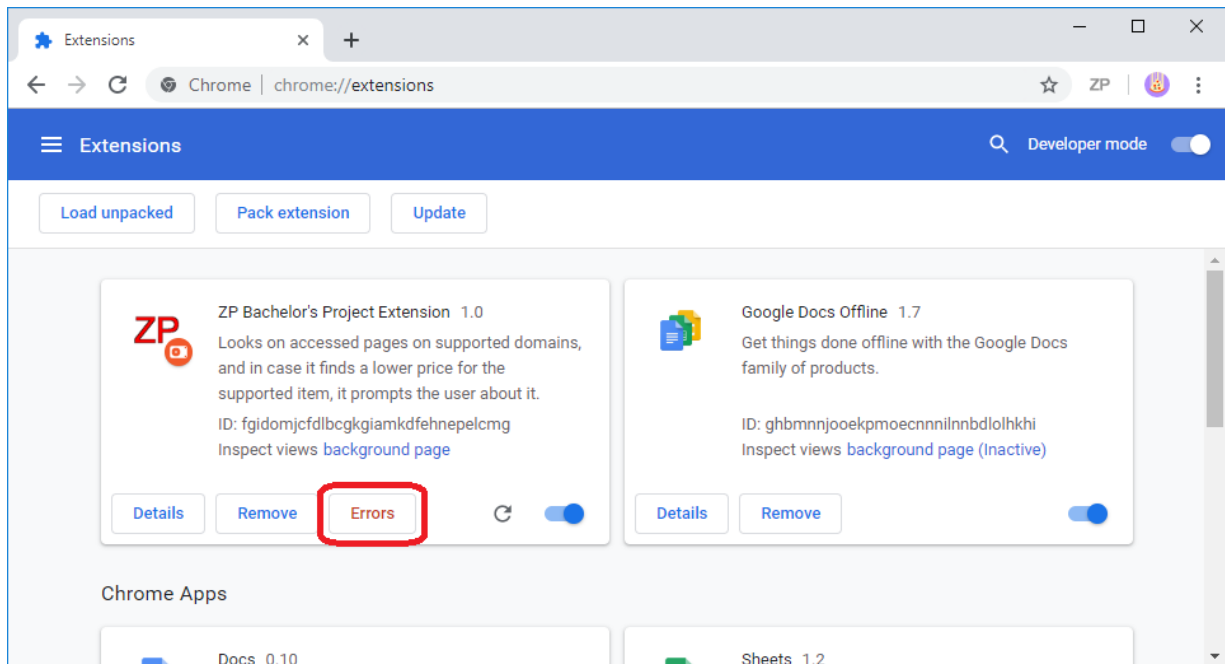 Extensions
Chrome chrome://extensions ZP
Extensions Developer mode
Load unpacked Pack extension Update
ZP
ZP Bachelor's Project Extension 1.0
Looks on accessed pages on supported domains,
and in case it finds a lower price for the
supported item, it prompts the user about it.
ID: fgidomjcfdlbcgkgiamkdfehnepelcmg
Inspect views background page
Details Remove Errors
Google Docs Offline 1.7
Get things done offline with the Google Docs
family of products.
ID: ghbmnnjooekpmoecnnnilnnbdlolhkhi
Inspect views background page (Inactive)
Details Remove
Chrome Apps
Docs 0.10
Sheets 1.2